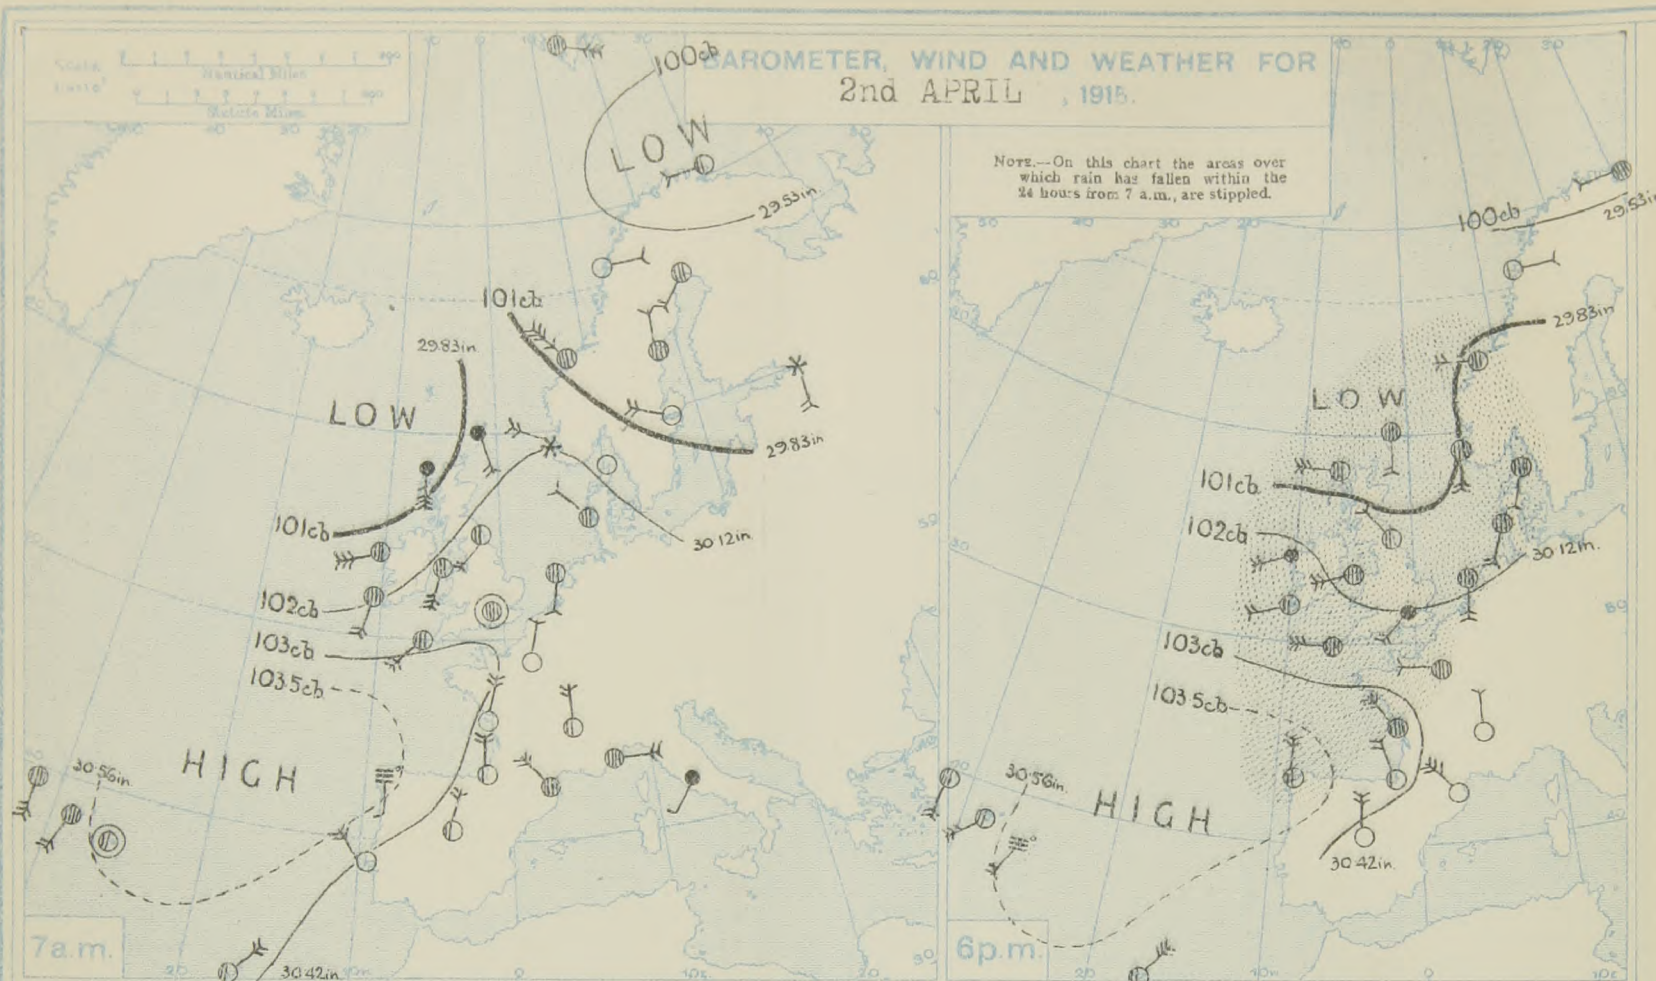 BAROMETER, WIND AND WEATHER FOR
2nd APRIL, 1915.
NOTE.—On this chart the areas over
which rain has fallen within the
24 hours from 7 a.m., are stippled.
Nautical Miles
Statute Miles
100cb
LOW
29.53in.
101cb
29.83in
LOW
29.83in
101cb
30.12in.
102cb
103cb
103.5cb
HIGH
30.56in.
30.42in.
7a.m.
100cb
29.53in
29.83in
LOW
101cb
102cb
30.12in.
103cb
103.5cb
30.56in.
HIGH
30.42in.
6p.m.